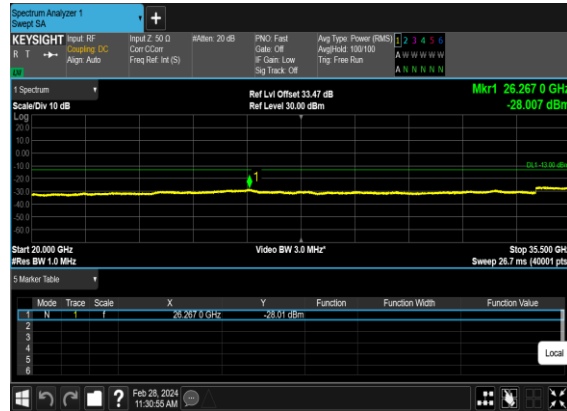 Spectrum Analyzer 1
Swept SA
+
KEYSIGHT Input: RF Input Z: 50 Ω #Atten: 20 dB PNO: Fast Avg Type: Power (RMS) 1 2 3 4 5 6
R T Coupling: DC Corr CCorr Gate: Off Avg|Hold: 100/100 A W W W W W
Align: Auto Freq Ref: Int (S) IF Gain: Low Trig: Free Run
Sig Track: Off A N N N N N
1 Spectrum Ref Lvl Offset 33.47 dB Mkr1 26.267 0 GHz
Scale/Div 10 dB Ref Level 30.00 dBm -28.007 dBm
Log
20.0
10.0
0.00
-10.0 DL1 -13.00 dBm
-20.0 1
-30.0
-40.0
-50.0
-60.0
Start 20.000 GHz Video BW 3.0 MHz* Stop 35.500 GHz
#Res BW 1.0 MHz Sweep 26.7 ms (40001 pts)
5 Marker Table
Mode Trace Scale X Y Function Function Width Function Value
1 N 1 f 26.267 0 GHz -28.01 dBm
2
3
4
5
6
Local
? Feb 28, 2024
11:30:55 AM